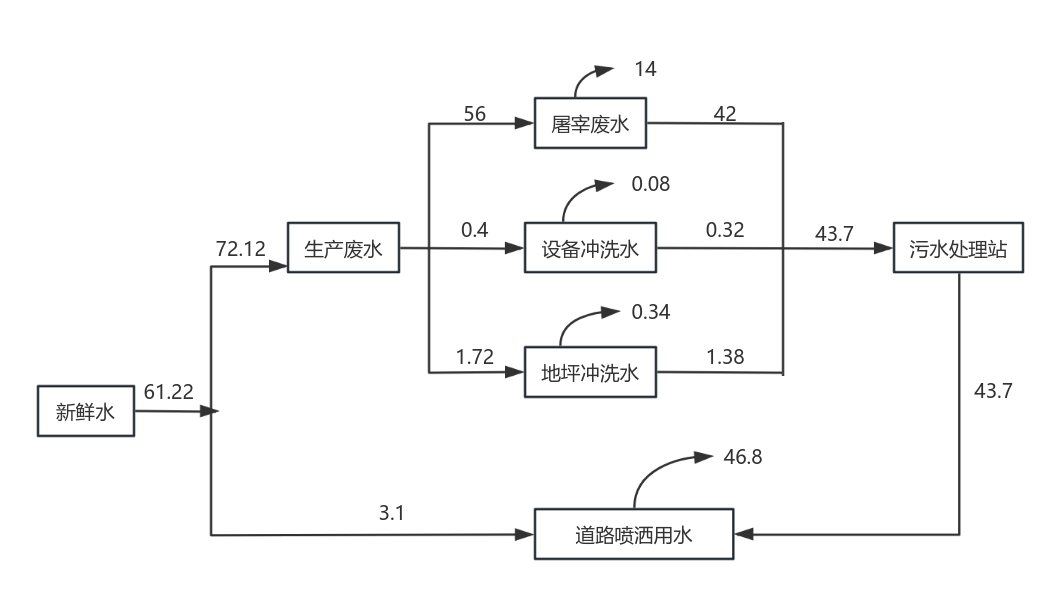 14
56
屠宰废水
42
0.08
72.12
生产废水
0.4
设备冲洗水
0.32
43.7
污水处理站
0.34
1.72
地坪冲洗水
1.38
新鲜水
61.22
43.7
46.8
3.1
道路喷洒用水